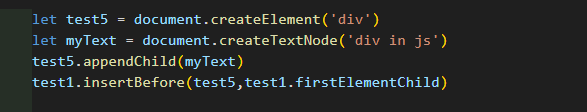 let test5 = document.createElement('div')
let myText = document.createTextNode('div in js')
test5.appendChild(myText)
test1.insertBefore(test5,test1.firstElementChild)